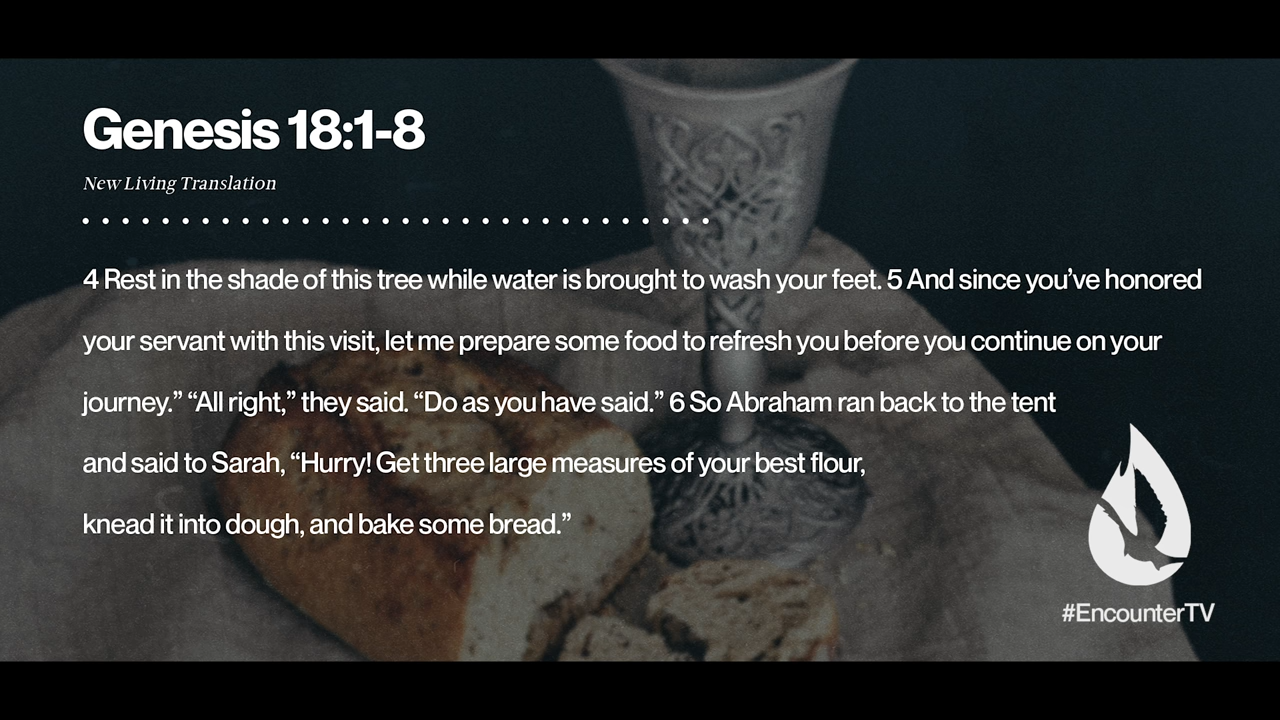 Genesis 18:1-8
New Living Translation
4 Rest in the shade of this tree while water is brought to wash your feet. 5 And since you’ve honored
your servant with this visit, let me prepare some food to refresh you before you continue on your
journey.” “All right,” they said. “Do as you have said.” 6 So Abraham ran back to the tent
and said to Sarah, “Hurry! Get three large measures of your best flour,
knead it into dough, and bake some bread.”
#EncounterTV